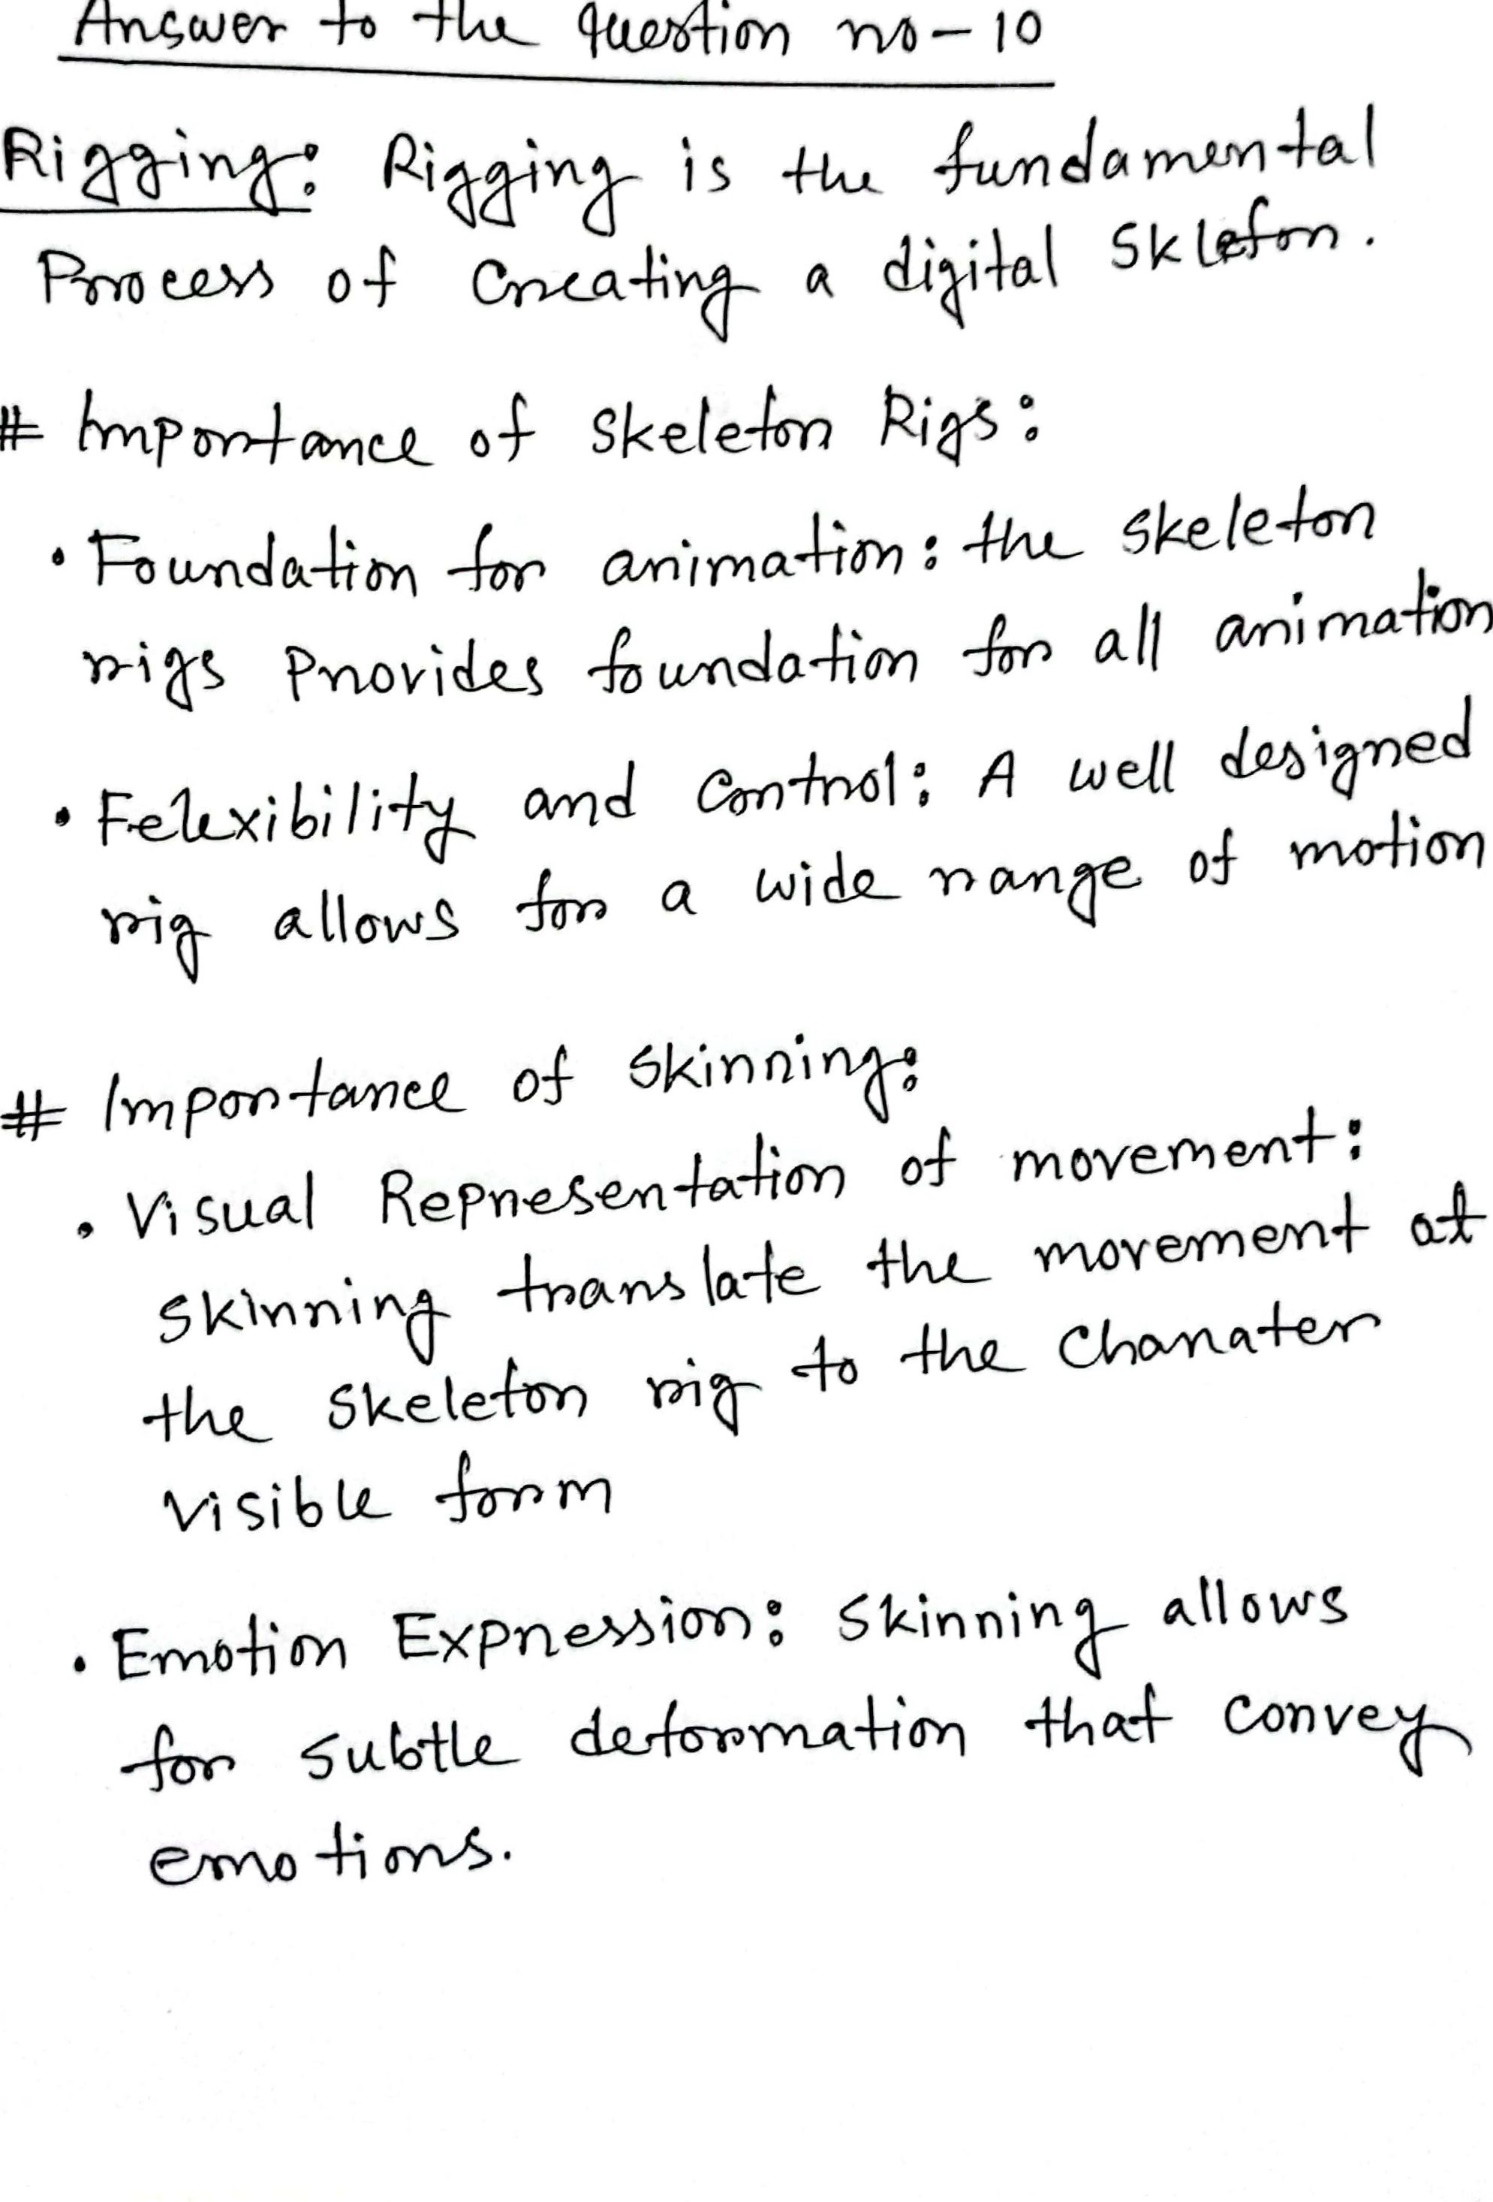 Answer to the question no-10
Rigging: Rigging is the fundamental
Process of Creating a digital skleton.
# Importance of skeleton Rigs:
• Foundation for animation: the skeleton
rigs Provides foundation for all animation
• Felexibility and Control: A well designed
rig allows for a wide range of motion
# Importance of skinning:
• Visual Representation of movement:
skinning translate the movement at
the skeleton rig to the Charater
visible form
• Emotion Expression: skinning allows
for subtle deformation that convey
emotions.